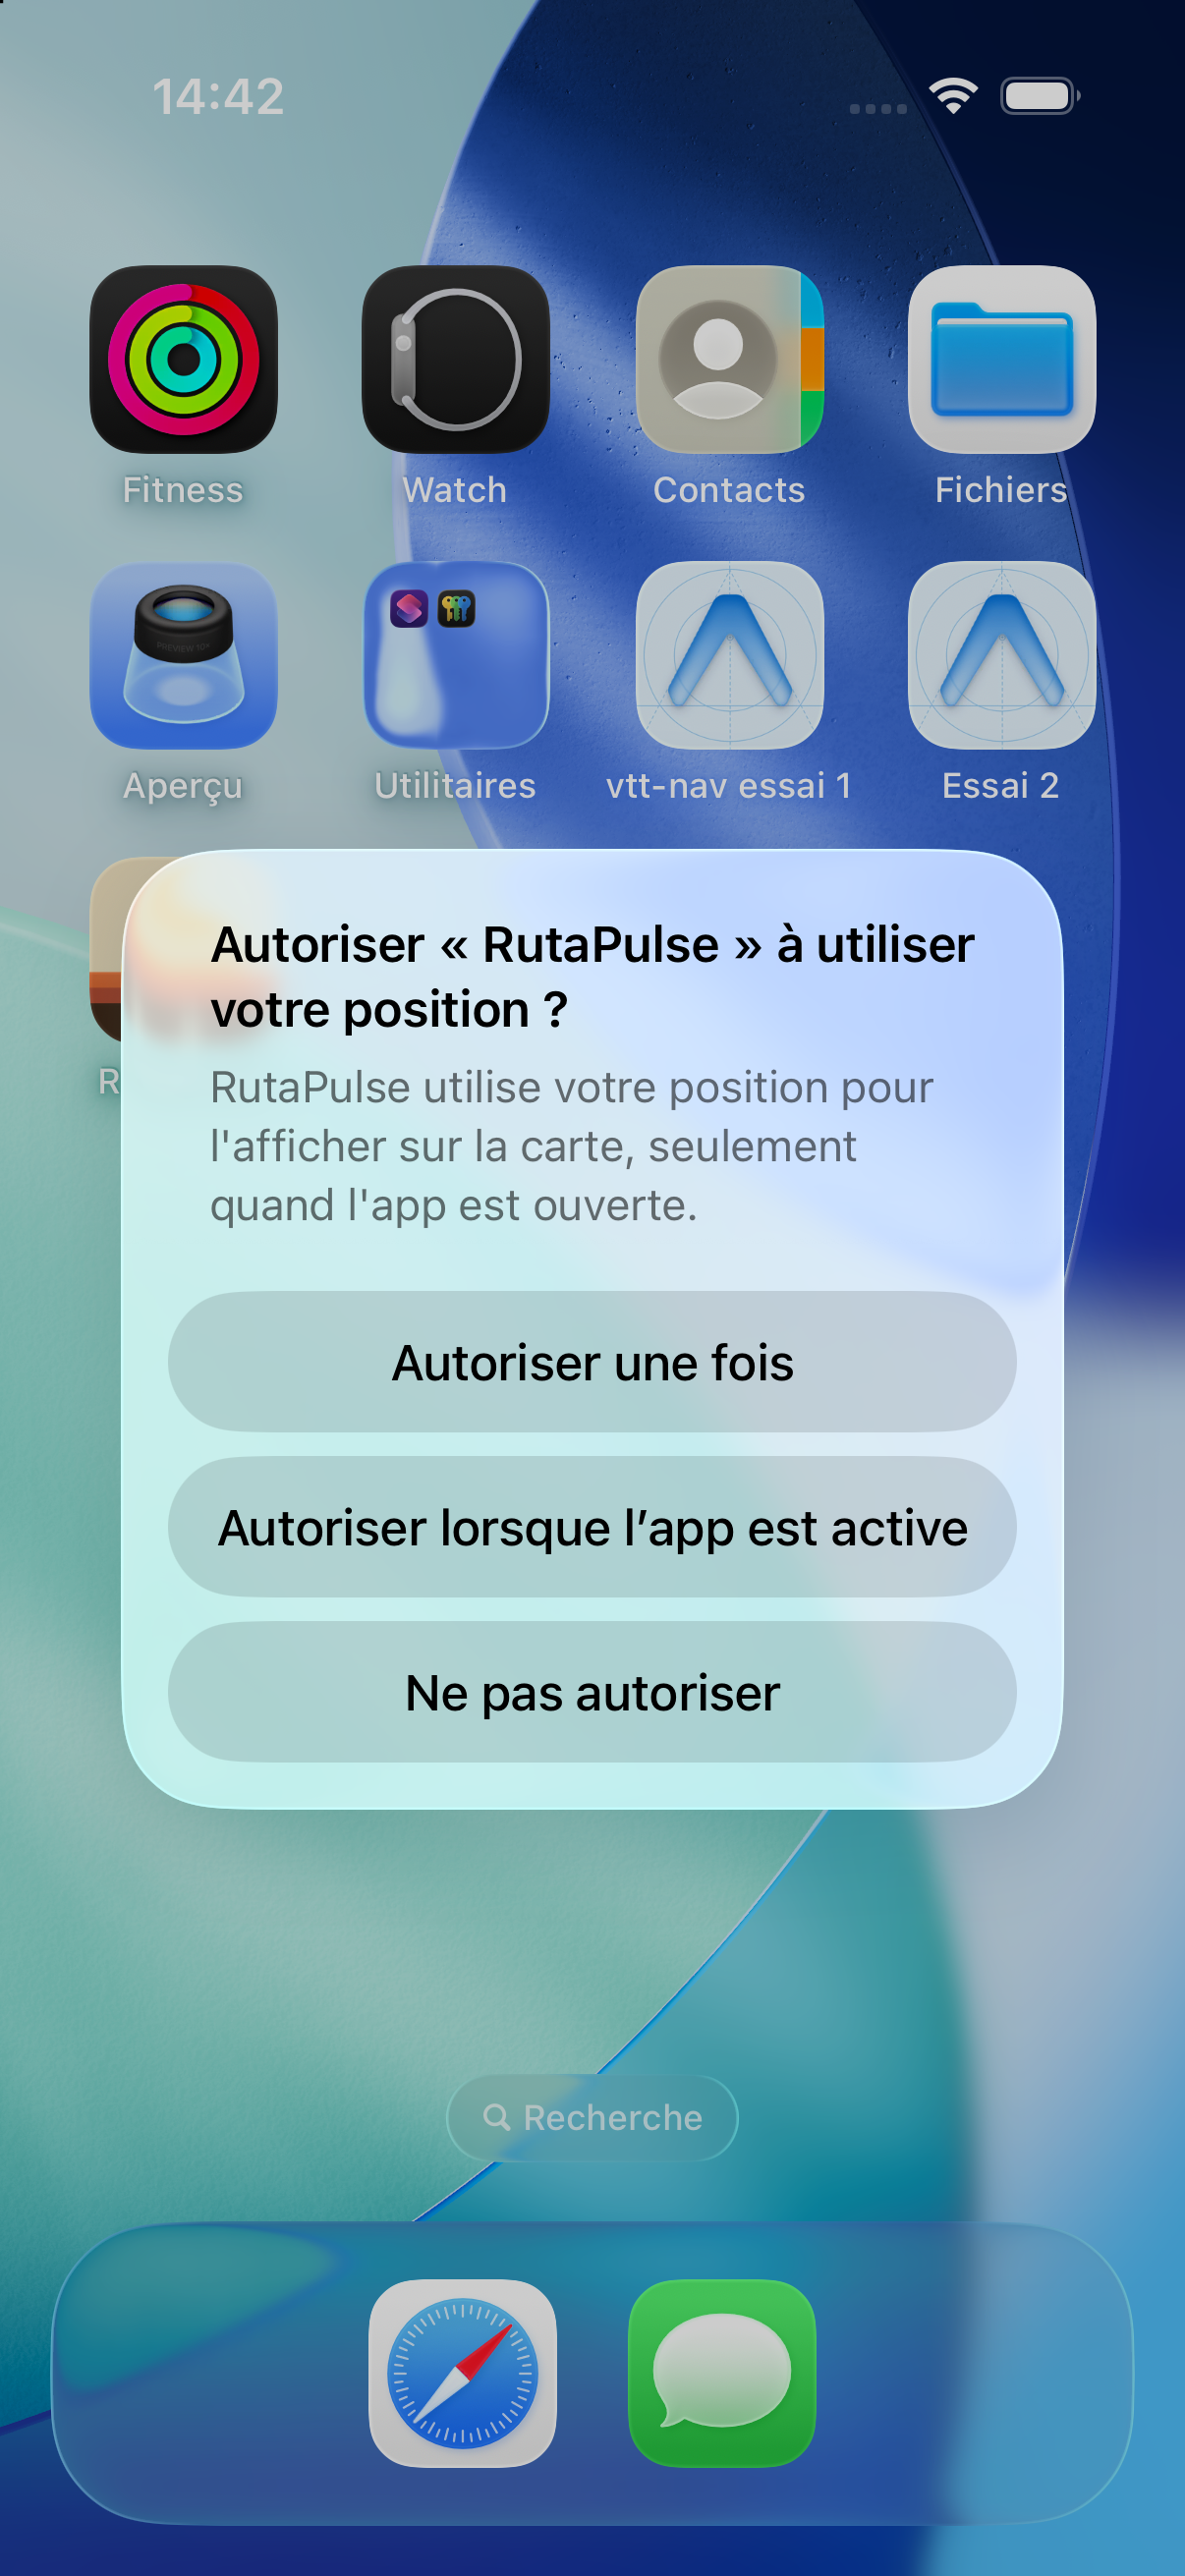 14:42
Fitness
Watch
Contacts
Fichiers
PREVIEW 10×
Aperçu
Utilitaires
vtt-nav essai 1
Essai 2
R
Autoriser « RutaPulse » à utiliser
votre position ?
RutaPulse utilise votre position pour
l'afficher sur la carte, seulement
quand l'app est ouverte.
Autoriser une fois
Autoriser lorsque l’app est active
Ne pas autoriser
Recherche